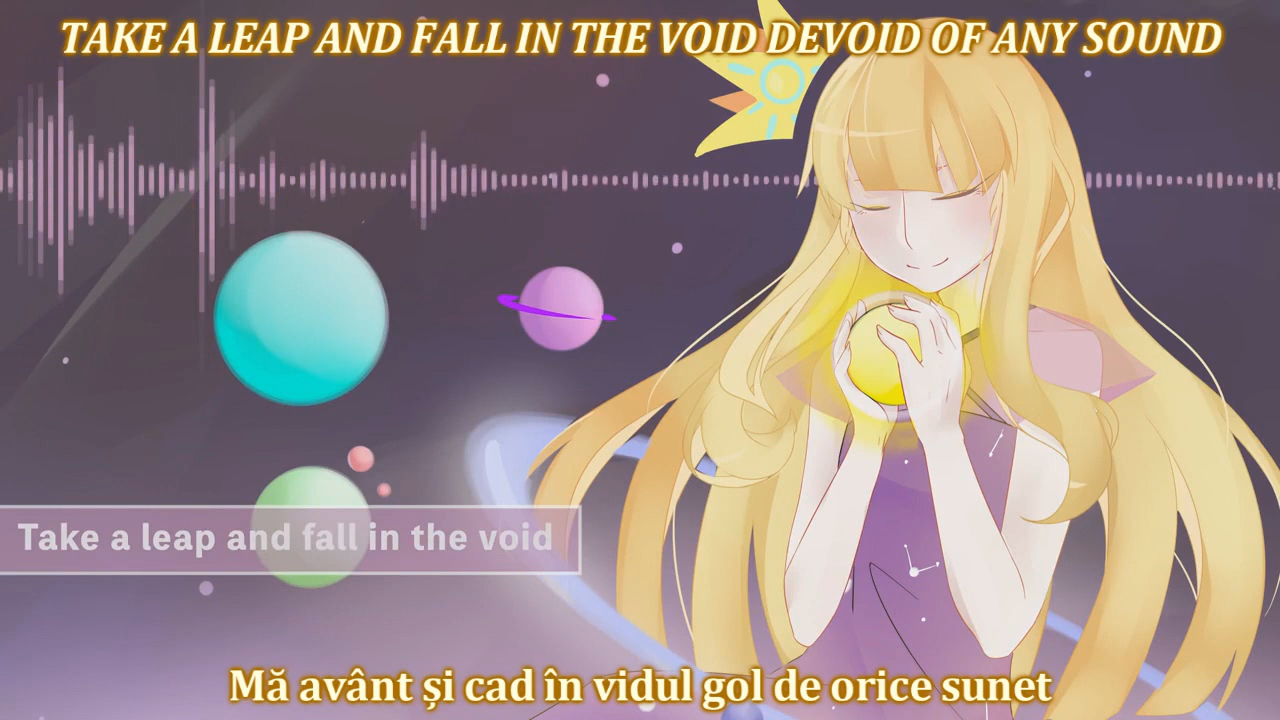 TAKE A LEAP AND FALL IN THE VOID DEVOID OF ANY SOUND
Take a leap and fall in the void
Mă avânt și cad în vidul gol de orice sunet